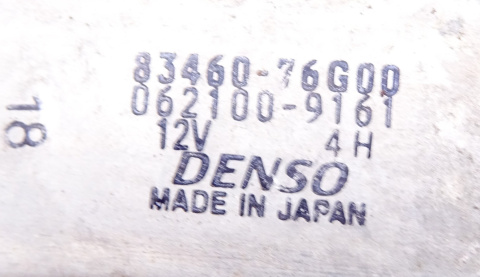 83460-76G00
062100-9161
12V 4H
DENSO
MADE IN JAPAN
18